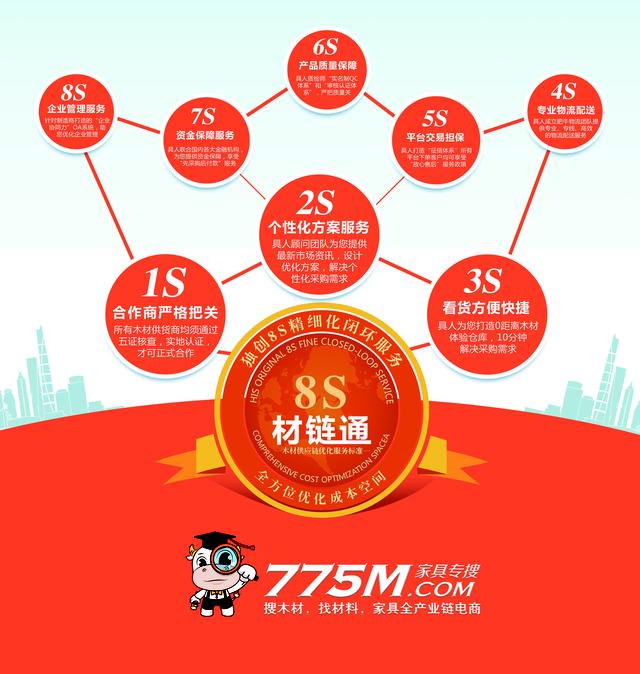 6S
产品质量保障
具人质检师“实名制QC
体系”和“审核认证体
系”，严把质量关
8S
企业管理服务
针对制造商打造的“企业
协同力”OA系统，助
您优化企业管理
7S
资金保障服务
具人联合国内各大金融机构，
为您提供资金保障，享受
“先采购后付款”服务
5S
平台交易担保
具人打造“征信体系”所有
平台下单客户均可享受
“放心售后”服务政策
4S
专业物流配送
具人成立把牛物流团队提
供专业、专线、高效
的物流配送服务
2S
个性化方案服务
具人顾问团队为您提供
最新市场资讯，设计
优化方案，解决个
性化采购需求
1S
合作商严格把关
所有木材供货商均须通过
五证核查，实地认证，
才可正式合作
3S
看货方便快捷
具人为您打造0距离木材
体验仓库，10分钟
解决采购需求
独创8S精细化闭环服务
HIS ORIGINAL 8S FINE CLOSED-LOOP SERVICE
8S
材链通
木材供应链优化服务标准
COMPREHENSIVE COST OPTIMIZATION SPACEA
全方位优化成本空间
775M.COM
家具专搜
搜木材，找材料，家具全产业链电商